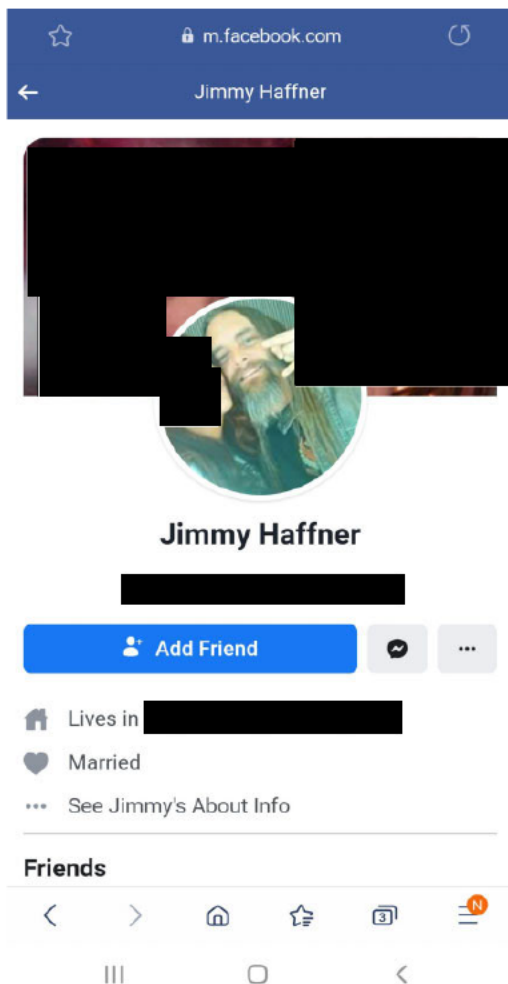 m.facebook.com
Jimmy Haffner
Jimmy Haffner
Add Friend
Lives in
Married
See Jimmy's About Info
Friends
3
N